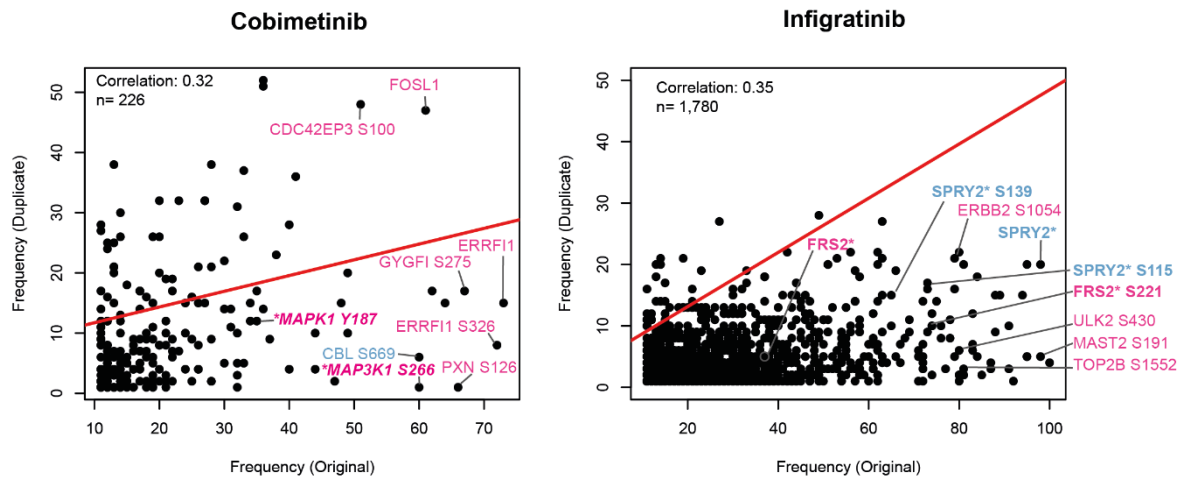 Cobimetinib
Correlation: 0.32
n= 226
FOSL1
CDC42EP3 S100
ERRFI1
GYGFI S275
*MAPK1 Y187
ERRFI1 S326
CBL S669
*MAP3K1 S266
PXN S126
Frequency (Duplicate)
0
10
20
30
40
50
10
20
30
40
50
60
70
Frequency (Original)
Infigratinib
Correlation: 0.35
n= 1,780
SPRY2* S139
ERBB2 S1054
FRS2*
SPRY2*
SPRY2* S115
FRS2* S221
ULK2 S430
MAST2 S191
TOP2B S1552
Frequency (Duplicate)
0
10
20
30
40
50
20
40
60
80
100
Frequency (Original)